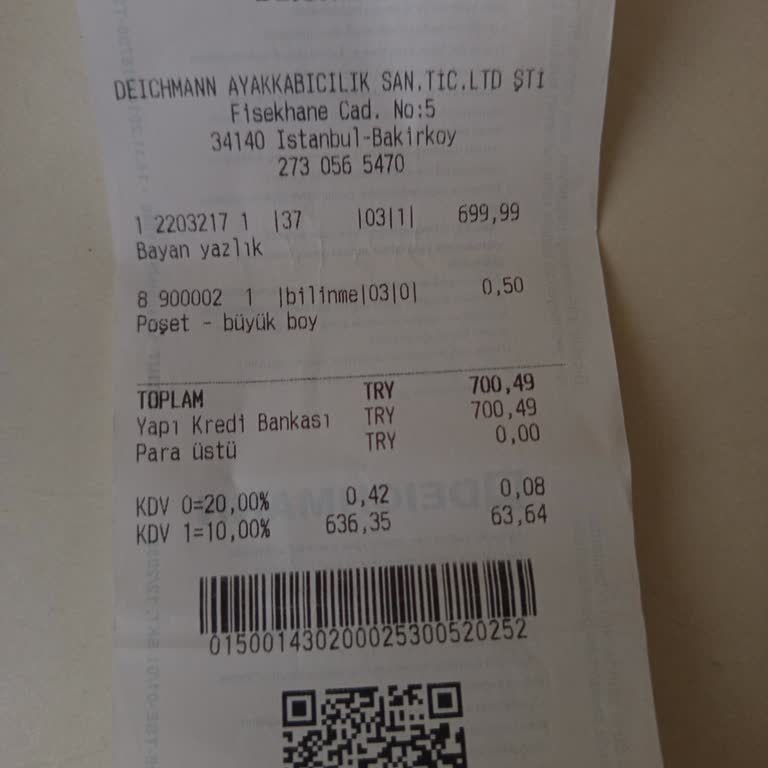 DEICHMANN AYAKKABICILIK SAN.TİC.LTD ŞTİ
Fisekhane Cad. No:5
34140 Istanbul-Bakirkoy
273 056 5470
1 2203217 1 |37 |03|1| 699,99
Bayan yazlık
8 900002 1 |bilinme|03|0| 0,50
Poşet - büyük boy
TOPLAM TRY 700,49
Yapı Kredi Bankası TRY 700,49
Para üstü TRY 0,00
KDV 0=20,00% 0,42 0,08
KDV 1=10,00% 636,35 63,64
015001430200025300520252